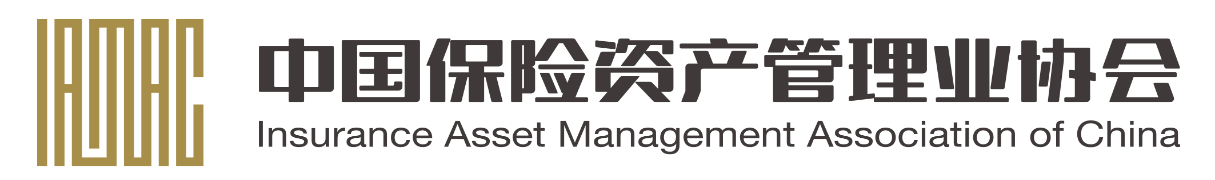 IAMAC
中国保险资产管理业协会
Insurance Asset Management Association of China